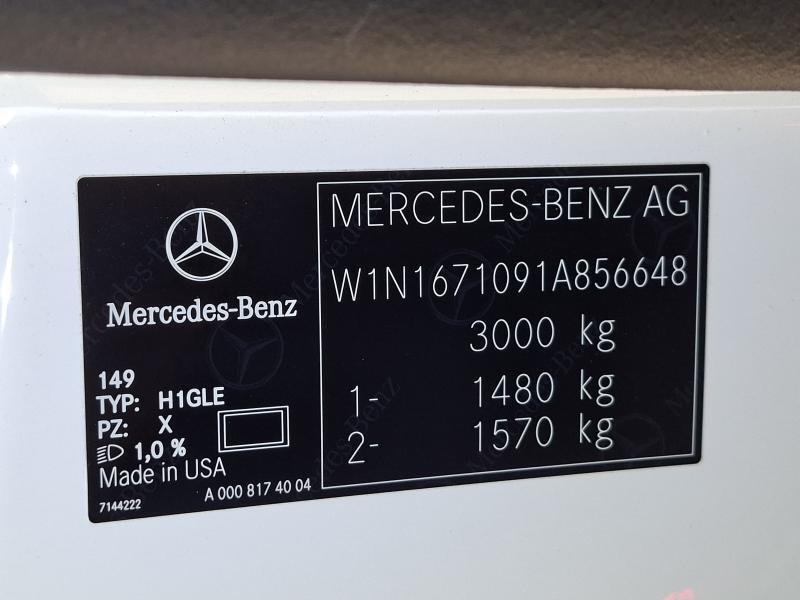 Mercedes-Benz
149
TYP: H1GLE
PZ: X
1,0 %
Made in USA
7144222
A 000 817 40 04
MERCEDES-BENZ AG
W1N1671091A856648
3000 kg
1- 1480 kg
2- 1570 kg